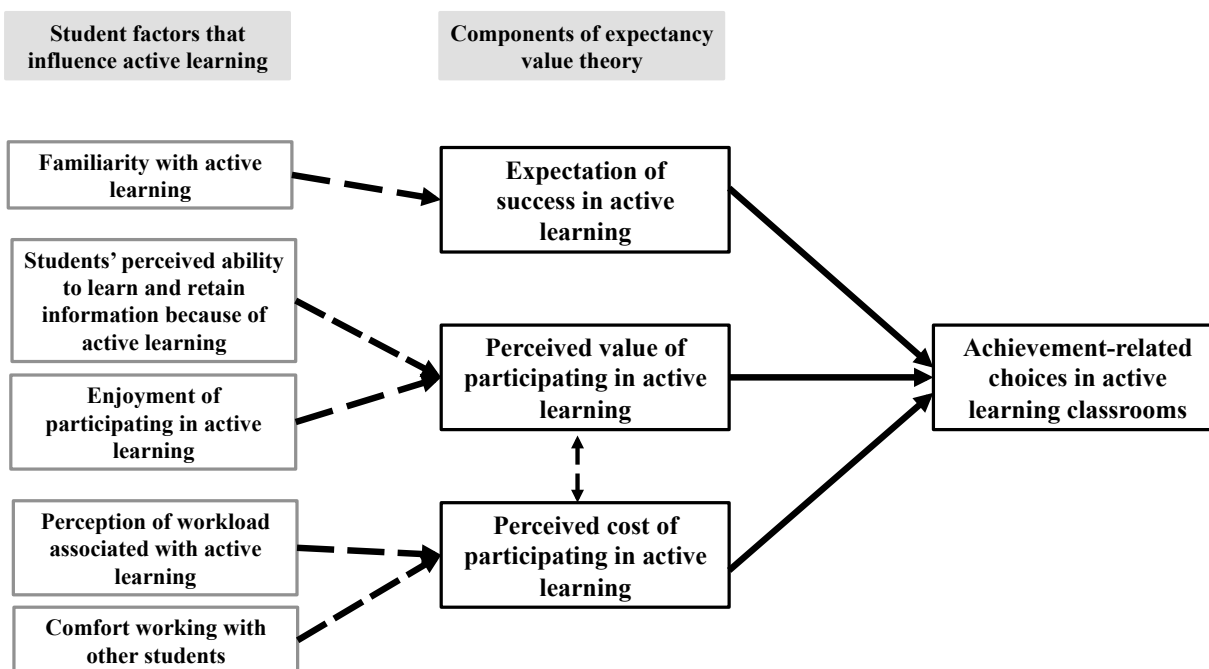 Student factors that
influence active learning
Components of expectancy
value theory
Familiarity with active
learning
Expectation of
success in active
learning
Students’ perceived ability
to learn and retain
information because of
active learning
Perceived value of
participating in active
learning
Achievement-related
choices in active
learning classrooms
Enjoyment of
participating in active
learning
Perception of workload
associated with active
learning
Perceived cost of
participating in active
learning
Comfort working with
other students